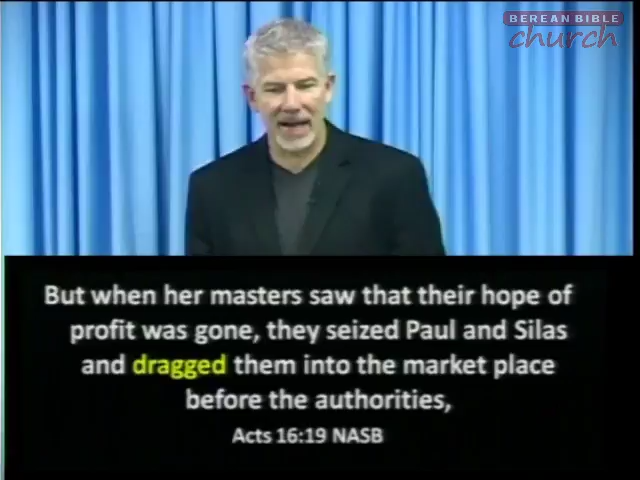 BEREAN BIBLE
church
But when her masters saw that their hope of
profit was gone, they seized Paul and Silas
and dragged them into the market place
before the authorities,
Acts 16:19 NASB